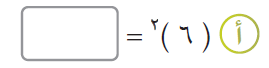 أ (٦)٢ =